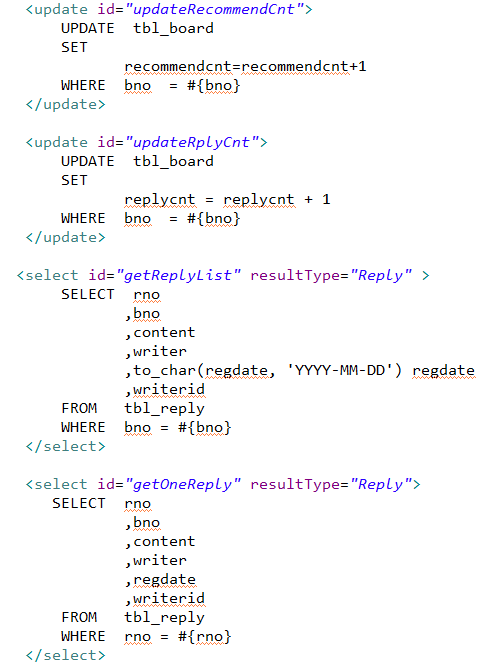 <update id="updateRecommendCnt">
UPDATE tbl_board
SET
recommendcnt=recommendcnt+1
WHERE bno = #{bno}
</update>
<update id="updateRplyCnt">
UPDATE tbl_board
SET
replycnt = replycnt + 1
WHERE bno = #{bno}
</update>
<select id="getReplyList" resultType="Reply" >
SELECT rno
,bno
,content
,writer
,to_char(regdate, 'YYYY-MM-DD') regdate
,writerid
FROM tbl_reply
WHERE bno = #{bno}
</select>
<select id="getOneReply" resultType="Reply">
SELECT rno
,bno
,content
,writer
,regdate
,writerid
FROM tbl_reply
WHERE rno = #{rno}
</select>